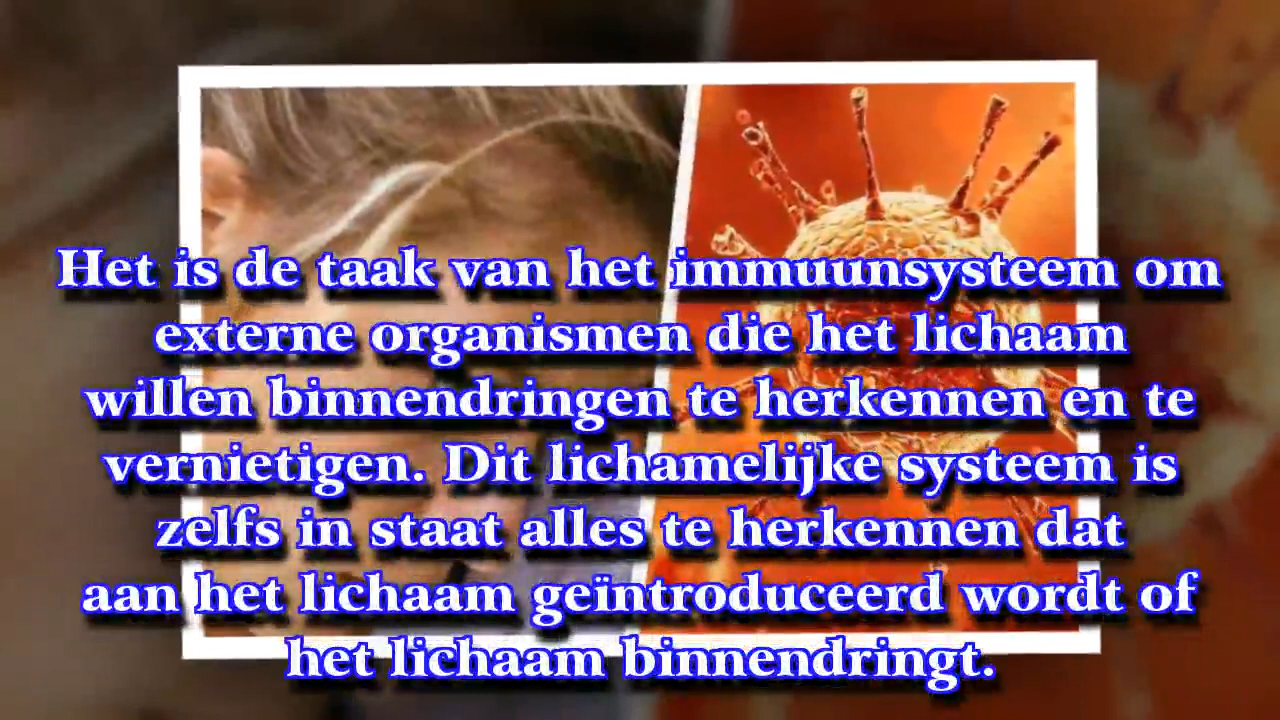 Het is de taak van het immuunsysteem om
externe organismen die het lichaam
willen binnendringen te herkennen en te
vernietigen. Dit lichamelijke systeem is
zelfs in staat alles te herkennen dat
aan het lichaam geïntroduceerd wordt of
het lichaam binnendringt.